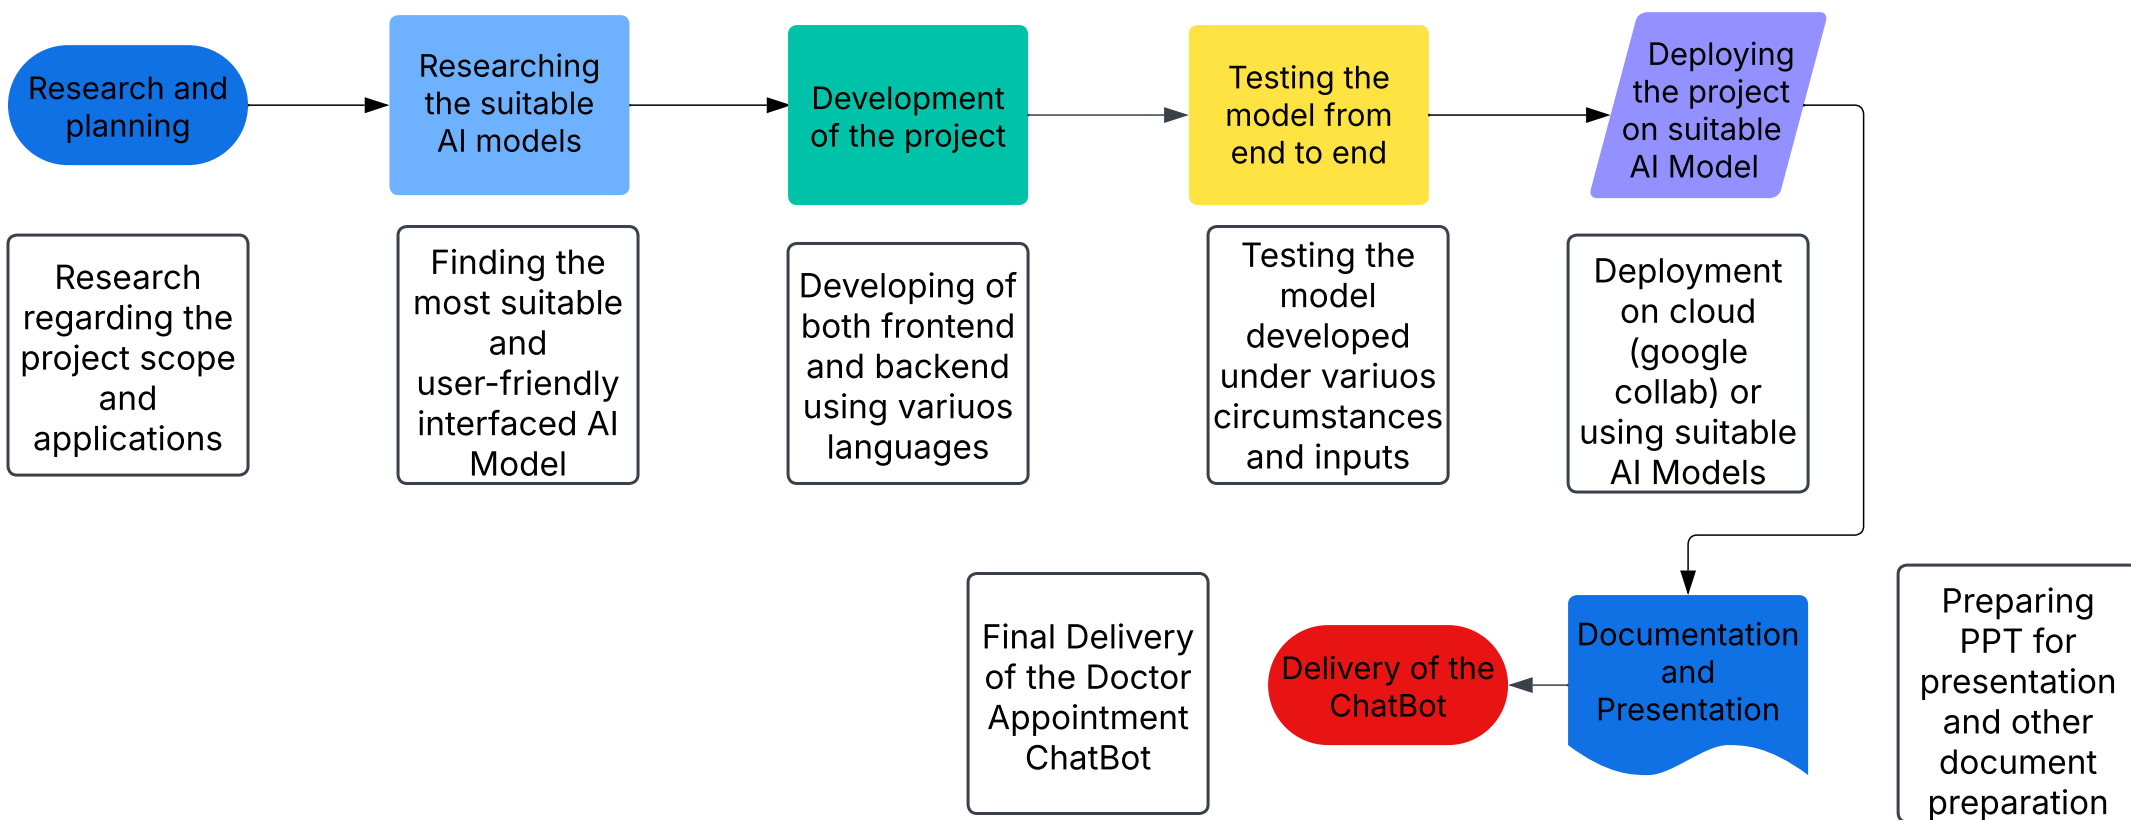 Research and
planning
Researching
the suitable
AI models
Development
of the project
Testing the
model from
end to end
Deploying
the project
on suitable
AI Model
Research
regarding the
project scope
and
applications
Finding the
most suitable
and
user-friendly
interfaced AI
Model
Developing of
both frontend
and backend
using variuos
languages
Testing the
model
developed
under variuos
circumstances
and inputs
Deployment
on cloud
(google
collab) or
using suitable
AI Models
Final Delivery
of the Doctor
Appointment
ChatBot
Delivery of the
ChatBot
Documentation
and
Presentation
Preparing
PPT for
presentation
and other
document
preparation